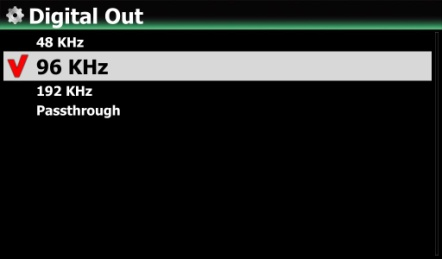 Digital Out
48 KHz
96 KHz
192 KHz
Passthrough